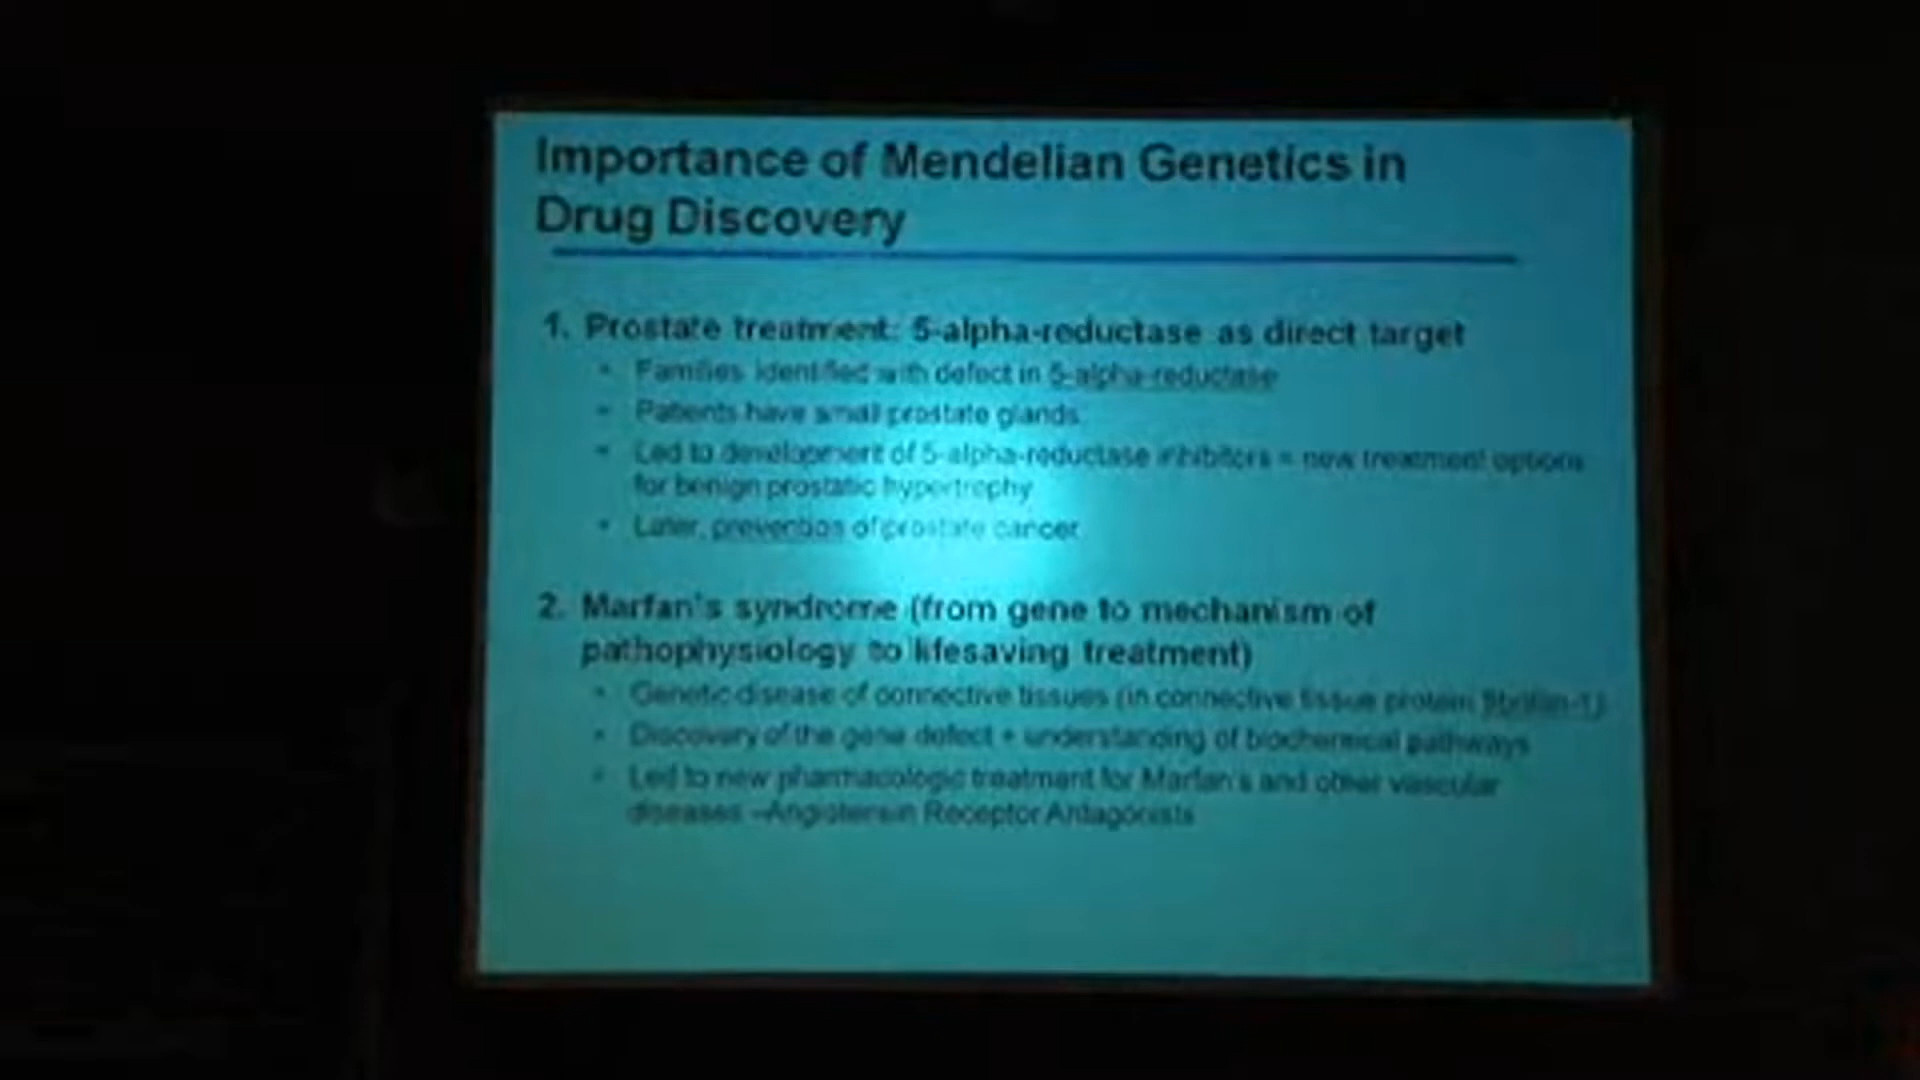 Importance of Mendelian Genetics in
Drug Discovery
1. Prostate treatment: 5-alpha-reductase as direct target
• Families identified with defect in 5-alpha-reductase
• Patients have small prostate glands
• Led to development of 5-alpha-reductase inhibitors = new treatment options
for benign prostatic hypertrophy
• Later, prevention of prostate cancer
2. Marfan's syndrome (from gene to mechanism of
pathophysiology to lifesaving treatment)
• Genetic disease of connective tissues (in connective tissue protein fibrillin-1)
• Discovery of the gene defect + understanding of biochemical pathways
• Led to new pharmacologic treatment for Marfan's and other vascular
diseases –Angiotensin Receptor Antagonists